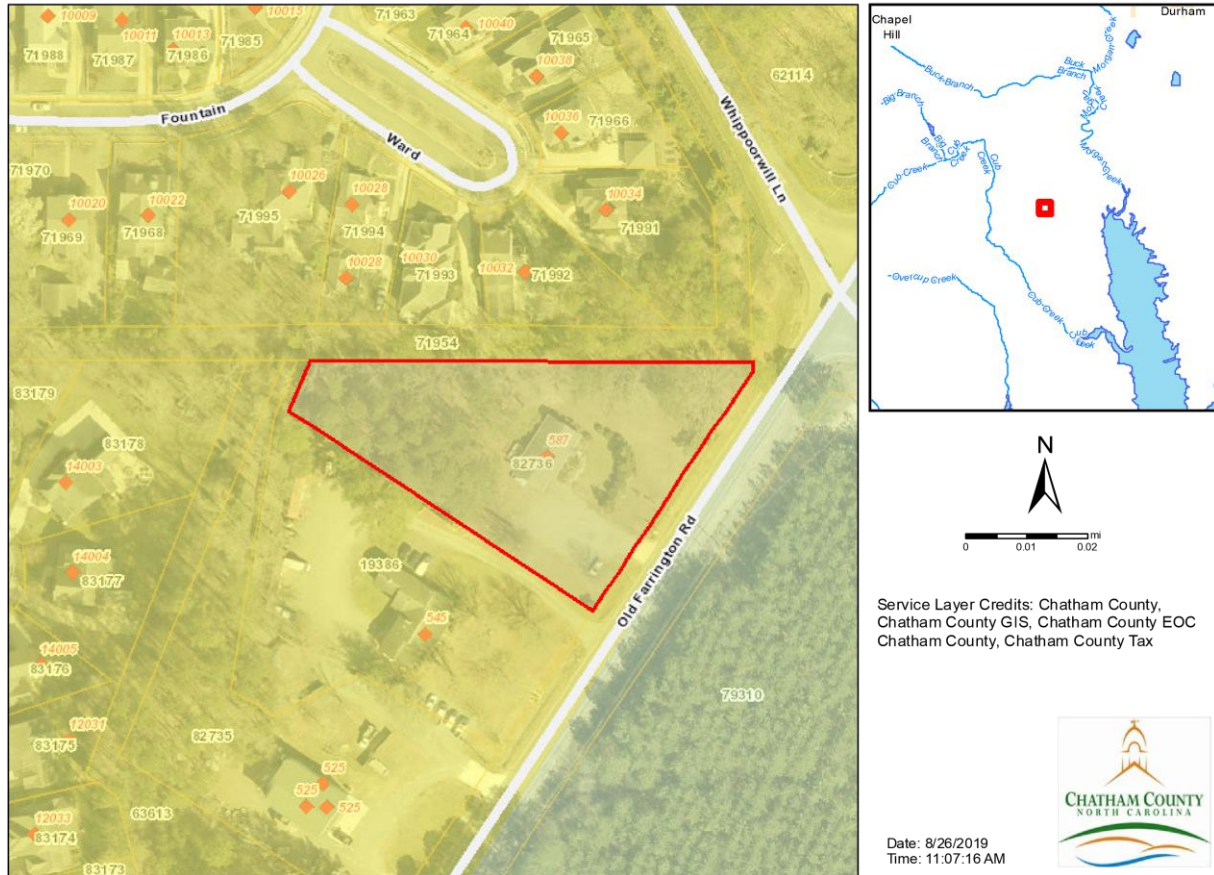 10009
10011
10013
10015
71963
10040
71964
71965
71988
71987
71986
71985
10038
62114
Fountain
10036
71966
Whippoorwill Ln
Ward
71970
10026
10028
10020
10022
71995
10034
71969
71968
71994
71991
10030
10028
71993
10032
71992
71954
83179
83178
587
82736
14003
14004
83177
19386
Old Farrington Rd
545
14005
83176
79310
12031
83175
82735
525
525
525
63613
12033
83174
83173
Chapel
Hill
Durham
Buck Branch
Buck
Branch
Morgan Creek
Morgan
Creek
Morgan Creek
Big Branch
Big
Branch
Cub
Creek
Cub
Creek
Cub Creek
Overcup Creek
Cub Creek
Cub
Creek
N
0 0.01 0.02 mi
Service Layer Credits: Chatham County,
Chatham County GIS, Chatham County EOC
Chatham County, Chatham County Tax
CHATHAM COUNTY
NORTH CAROLINA
Date: 8/26/2019
Time: 11:07:16 AM